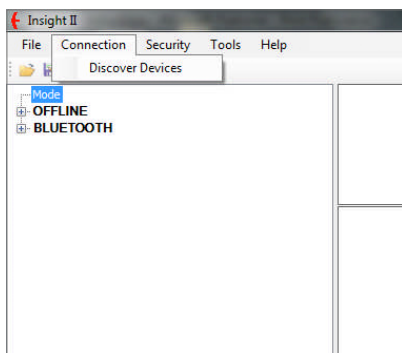 Insight II
File Connection Security Tools Help
Discover Devices
Mode
OFFLINE
BLUETOOTH